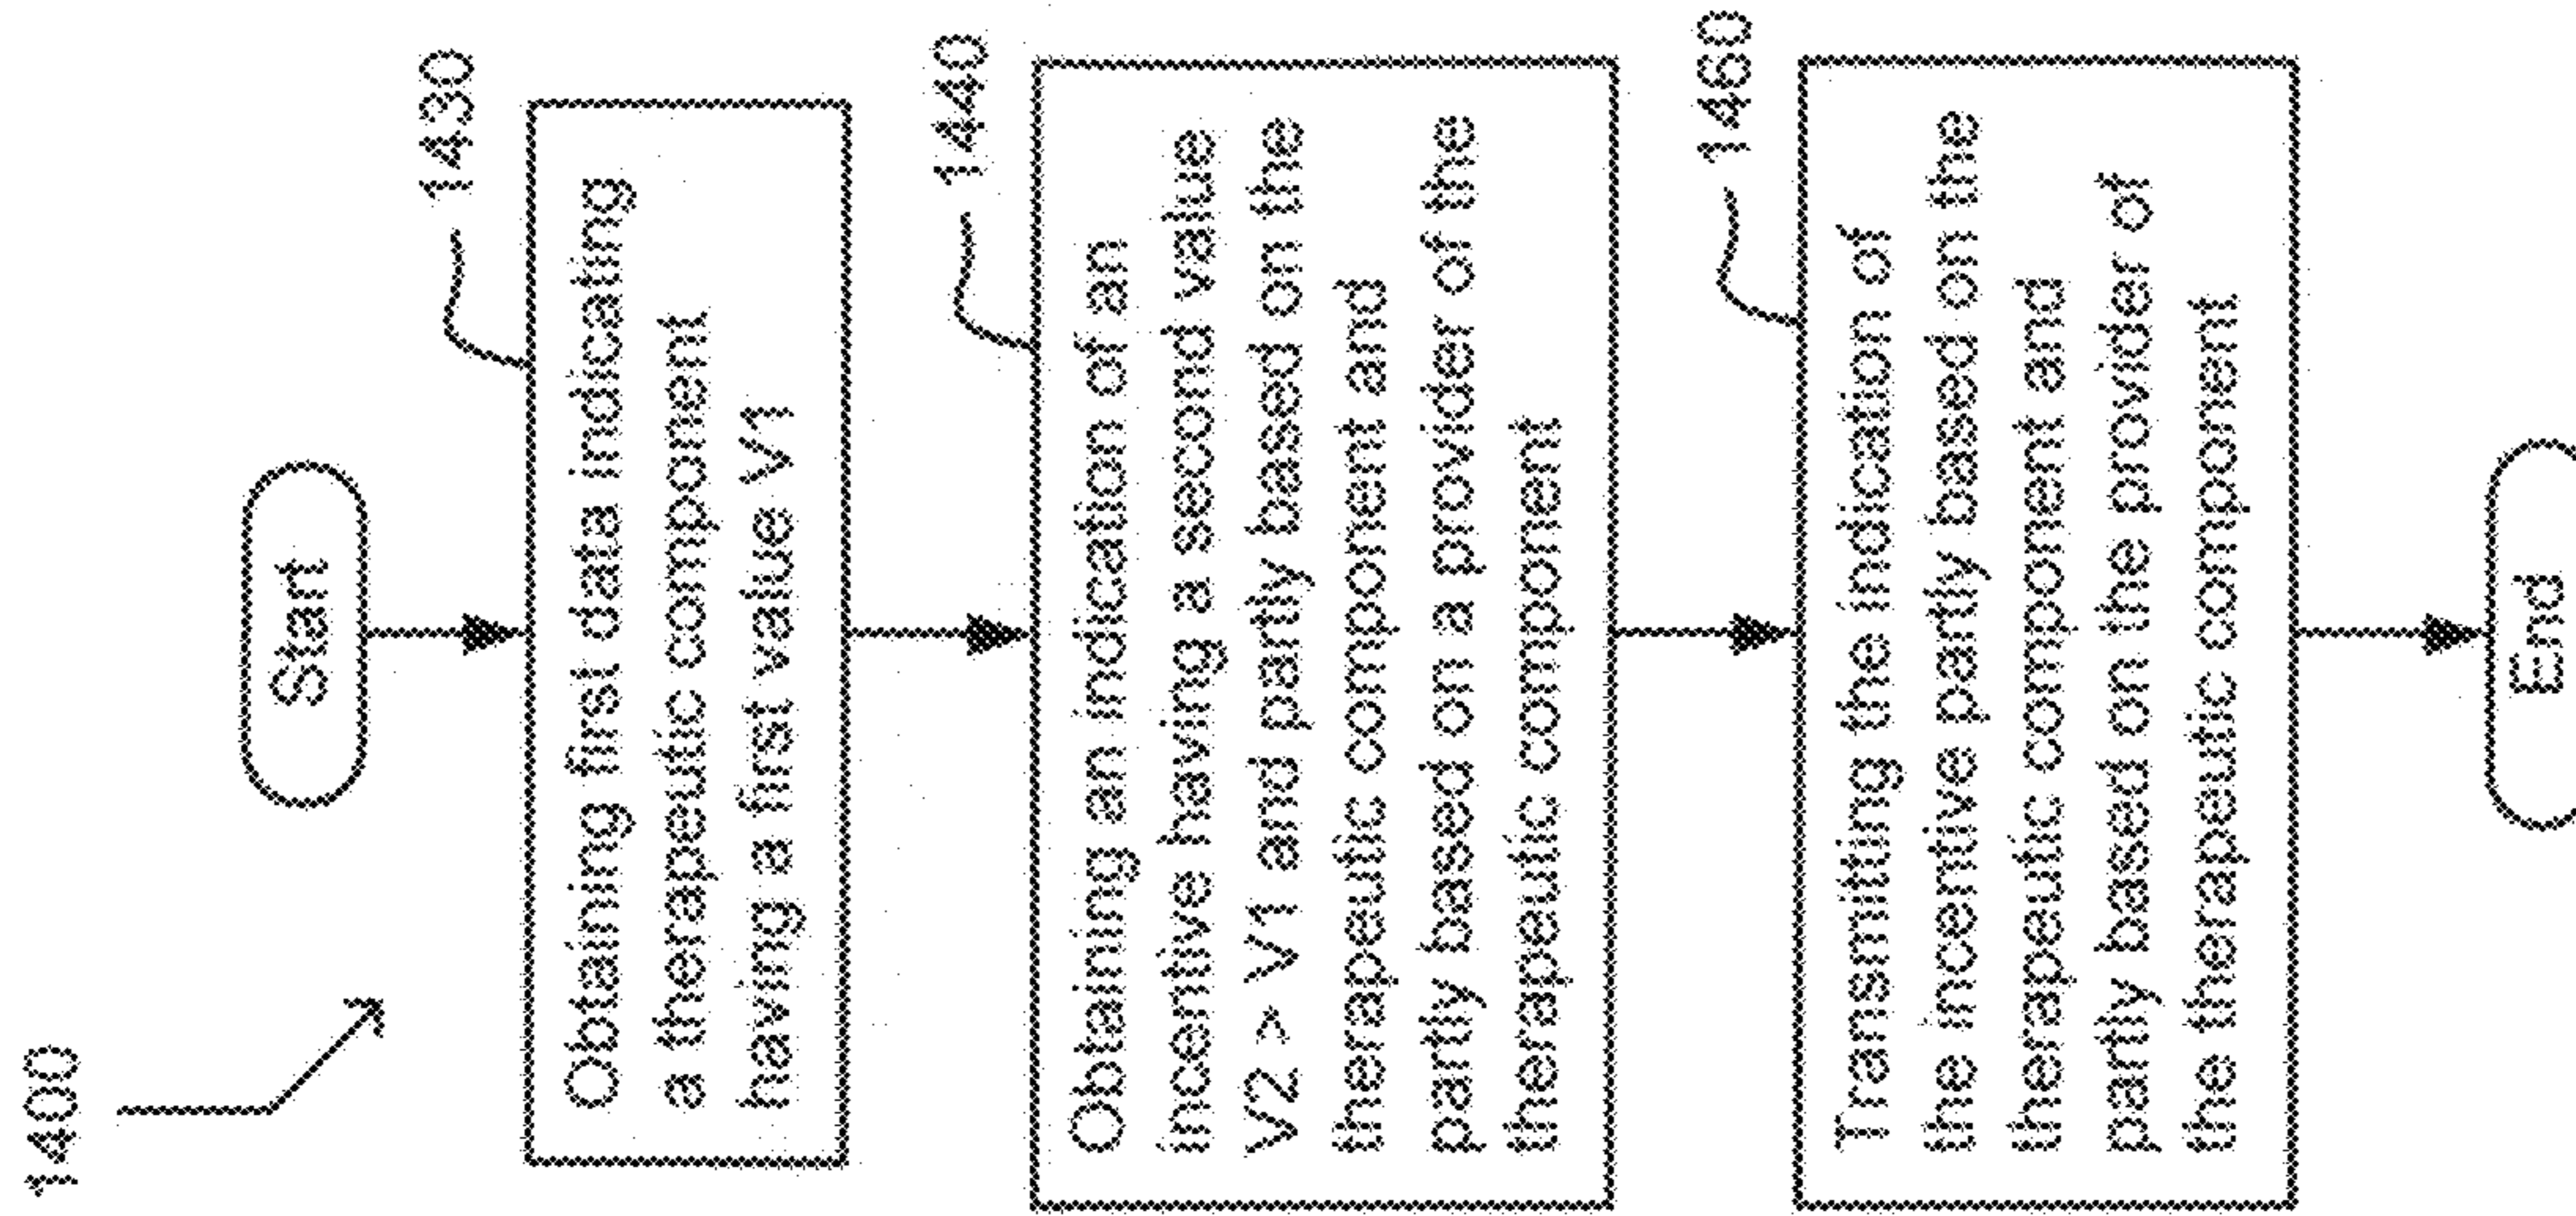 1400
Start
1430
Obtaining first data indicating
a therapeutic component
having a first value V1
1440
Obtaining an indication of an
incentive having a second value
V2 > V1 and partly based on the
therapeutic component and
partly based on a provider of the
therapeutic component
1460
Transmitting the indication of
the incentive partly based on the
therapeutic component and
partly based on the provider of
the therapeutic component
End